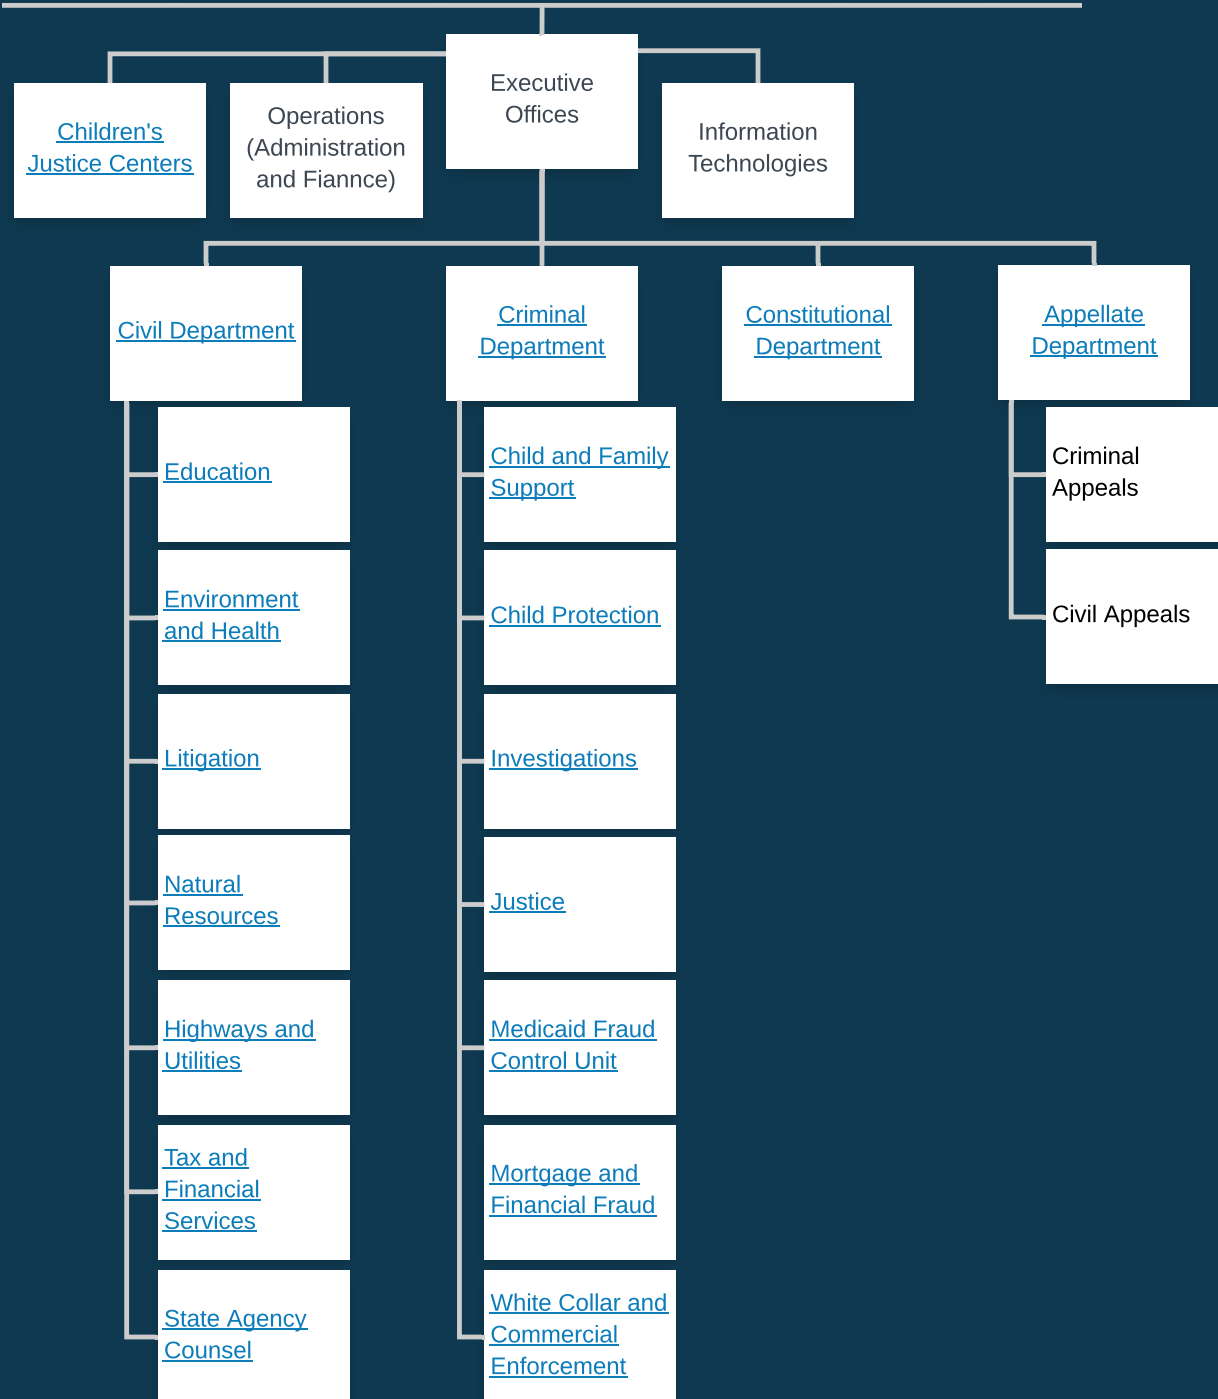 Executive
Offices
Children's
Justice Centers
Operations
(Administration
and Fiannce)
Information
Technologies
Civil Department
Criminal
Department
Constitutional
Department
Appellate
Department
Education
Environment
and Health
Litigation
Natural
Resources
Highways and
Utilities
Tax and
Financial
Services
State Agency
Counsel
Child and Family
Support
Child Protection
Investigations
Justice
Medicaid Fraud
Control Unit
Mortgage and
Financial Fraud
White Collar and
Commercial
Enforcement
Criminal
Appeals
Civil Appeals